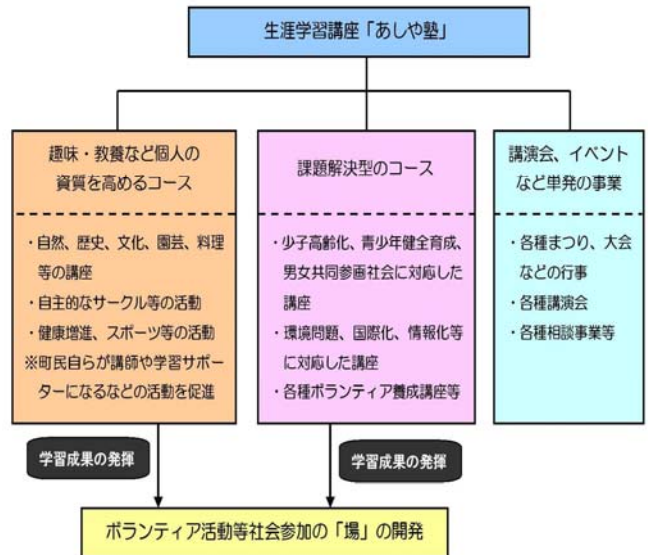 生涯学習講座「あしや塾」
趣味・教養など個人の
資質を高めるコース
・自然、歴史、文化、園芸、料理
等の講座
・自主的なサークル等の活動
・健康増進、スポーツ等の活動
※町民自らが講師や学習サポー
ターになるなどの活動を促進
課題解決型のコース
・少子高齢化、青少年健全育成、
男女共同参画社会に対応した
講座
・環境問題、国際化、情報化等
に対応した講座
・各種ボランティア養成講座等
講演会、イベント
など単発の事業
・各種まつり、大会
などの行事
・各種講演会
・各種相談事業等
学習成果の発揮
学習成果の発揮
ボランティア活動等社会参加の「場」の開発